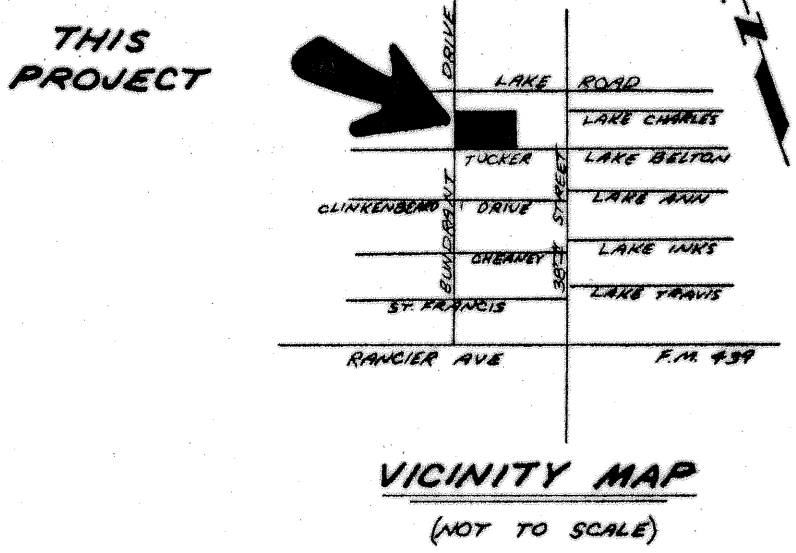 THIS
PROJECT
DRIVE
LAKE ROAD
LAKE CHARLES
TUCKER
LAKE BELTON
BUNDRANT
38TH STREET
CLINKENBEARD DRIVE
LAKE ANN
CHEANEY
LAKE INKS
ST. FRANCIS
LAKE TRAVIS
RANCIER AVE
F.M. 439
VICINITY MAP
(NOT TO SCALE)